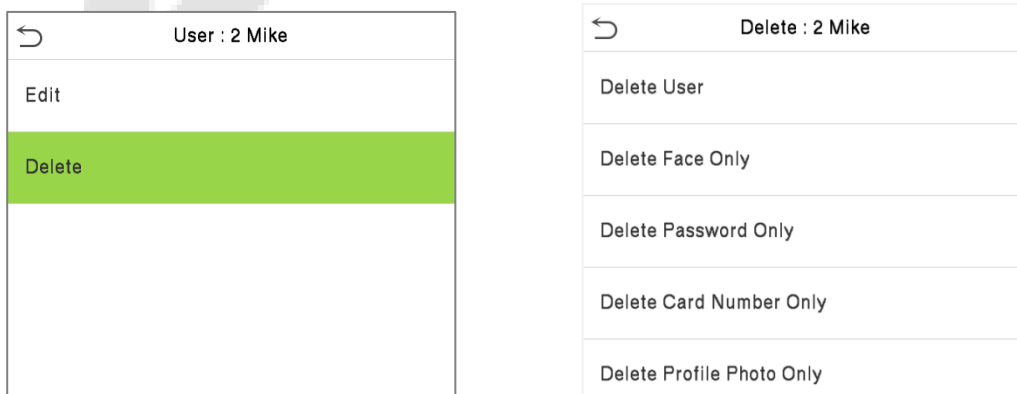 User : 2 Mike
Edit
Delete
Delete : 2 Mike
Delete User
Delete Face Only
Delete Password Only
Delete Card Number Only
Delete Profile Photo Only